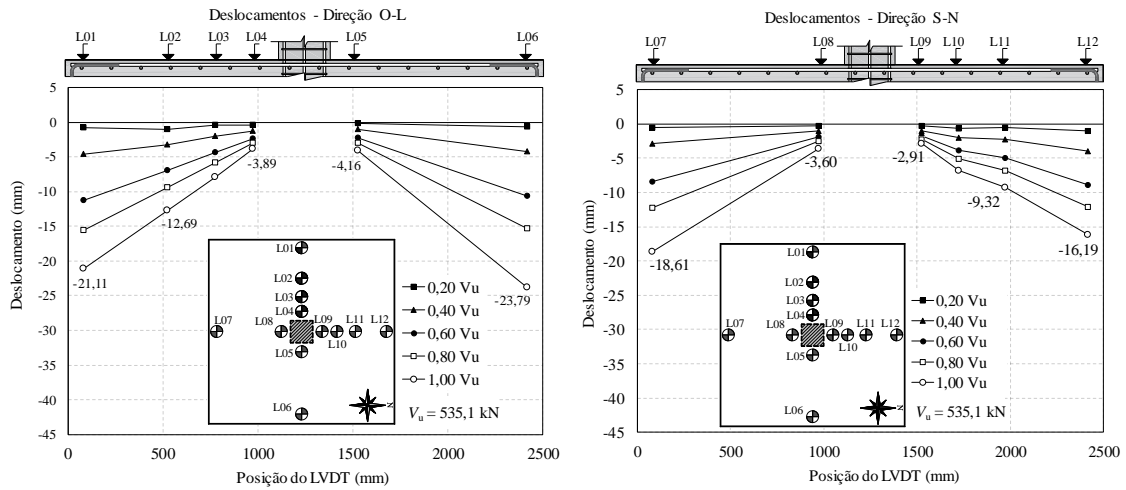 Deslocamentos - Direção O-L
L01 L02 L03 L04 L05 L06
5
0
-5
-10
-15
-20
-25
-30
-35
-40
-45
Deslocamento (mm)
-3,89
-4,16
-12,69
-21,11
-23,79
L01
L02
L03
L04
L07 L08 L09 L10 L11 L12
L05
L06
N
0,20 Vu
0,40 Vu
0,60 Vu
0,80 Vu
1,00 Vu
Vu = 535,1 kN
0 500 1000 1500 2000 2500
Posição do LVDT (mm)
Deslocamentos - Direção S-N
L07 L08 L09 L10 L11 L12
5
0
-5
-10
-15
-20
-25
-30
-35
-40
-45
Deslocamento (mm)
-3,60
-2,91
-9,32
-18,61
-16,19
L01
L02
L03
L04
L07 L08 L09 L10 L11 L12
L05
L06
N
0,20 Vu
0,40 Vu
0,60 Vu
0,80 Vu
1,00 Vu
Vu = 535,1 kN
0 500 1000 1500 2000 2500
Posição do LVDT (mm)